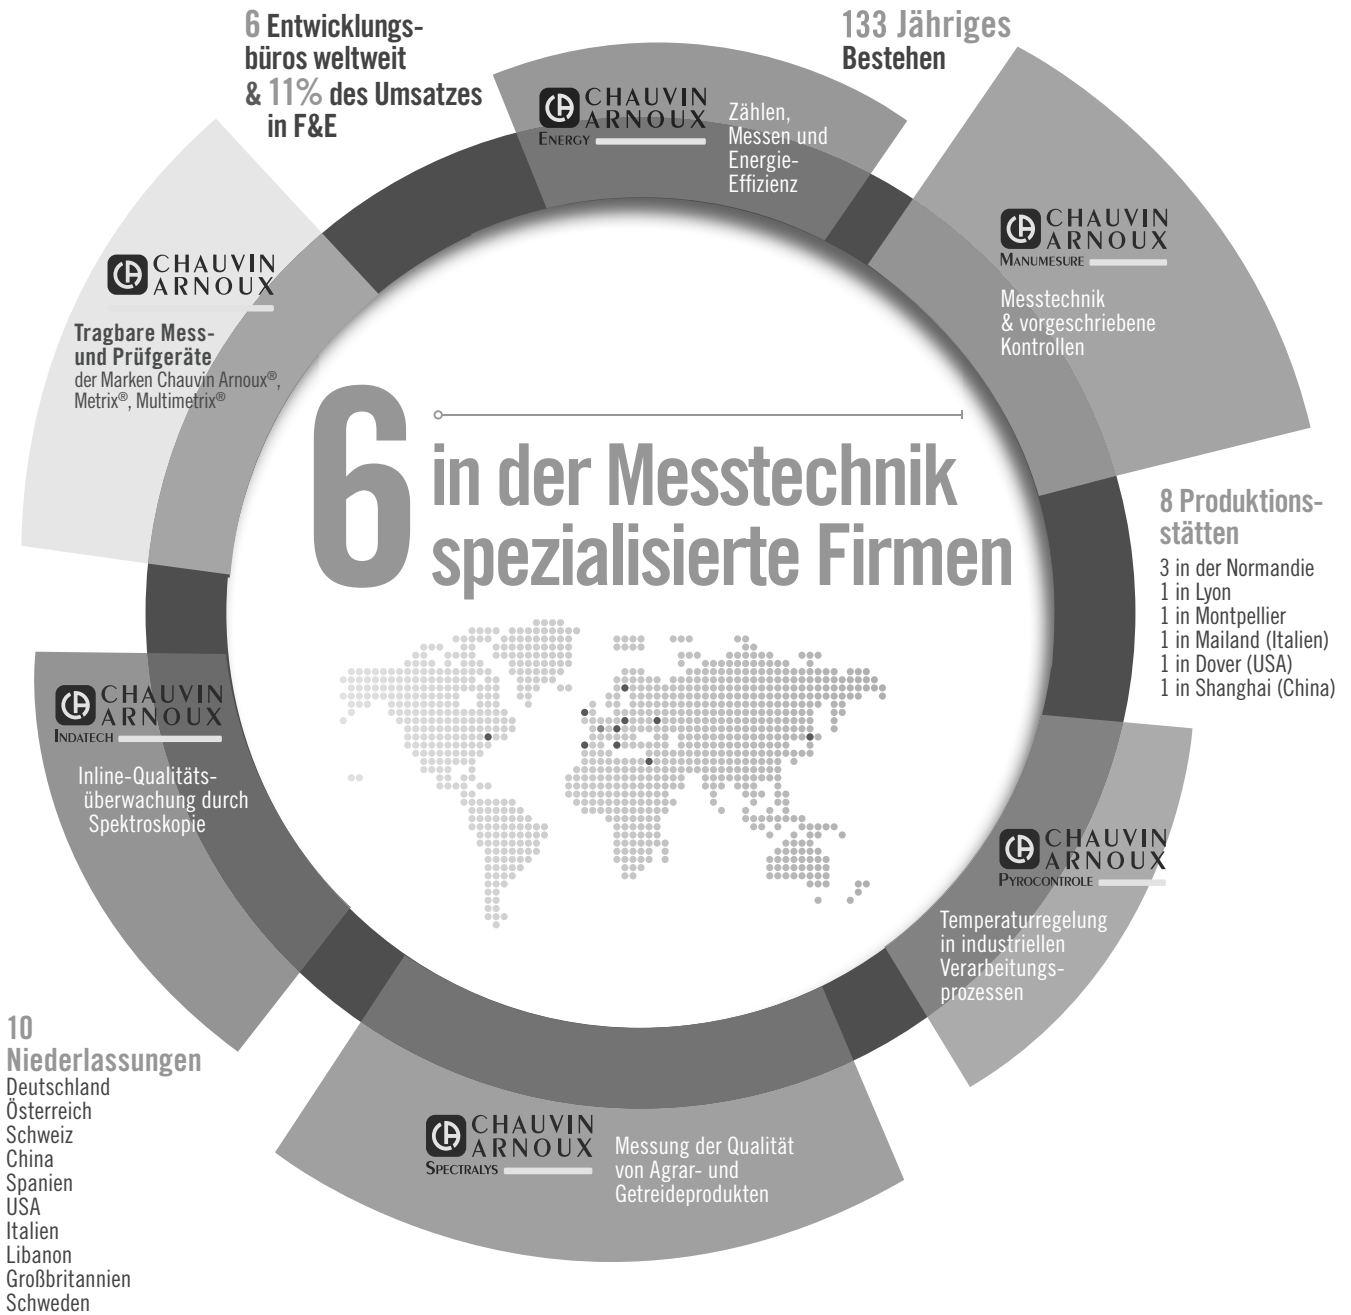 6 Entwicklungs-
büros weltweit
& 11% des Umsatzes
in F&E
133 Jähriges
Bestehen
CHAUVIN
ARNOUX
ENERGY
Zählen,
Messen und
Energie-
Effizienz
CHAUVIN
ARNOUX
MANUMESURE
Messtechnik
& vorgeschriebene
Kontrollen
CHAUVIN
ARNOUX
Tragbare Mess-
und Prüfgeräte
der Marken Chauvin Arnoux®,
Metrix®, Multimetrix®
6 in der Messtechnik
spezialisierte Firmen
8 Produktions-
stätten
3 in der Normandie
1 in Lyon
1 in Montpellier
1 in Mailand (Italien)
1 in Dover (USA)
1 in Shanghai (China)
CHAUVIN
ARNOUX
INDATECH
Inline-Qualitäts-
überwachung durch
Spektroskopie
CHAUVIN
ARNOUX
PYROCONTROLE
Temperaturregelung
in industriellen
Verarbeitungs-
prozessen
10
Niederlassungen
Deutschland
Österreich
Schweiz
China
Spanien
USA
Italien
Libanon
Großbritannien
Schweden
CHAUVIN
ARNOUX
SPECTRALYS
Messung der Qualität
von Agrar- und
Getreideprodukten